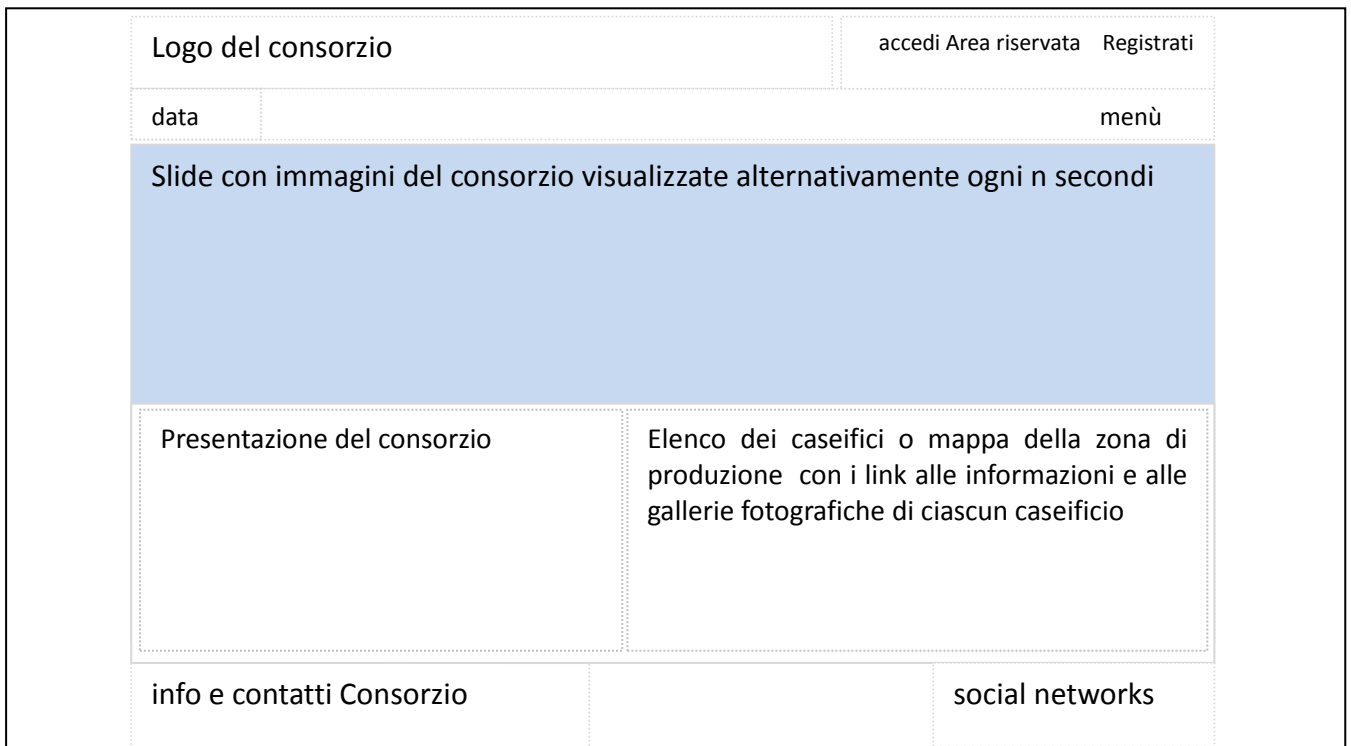 Logo del consorzio
accedi Area riservata Registrati
data
menù
Slide con immagini del consorzio visualizzate alternativamente ogni n secondi
Presentazione del consorzio
Elenco dei caseifici o mappa della zona di
produzione con i link alle informazioni e alle
gallerie fotografiche di ciascun caseificio
info e contatti Consorzio
social networks